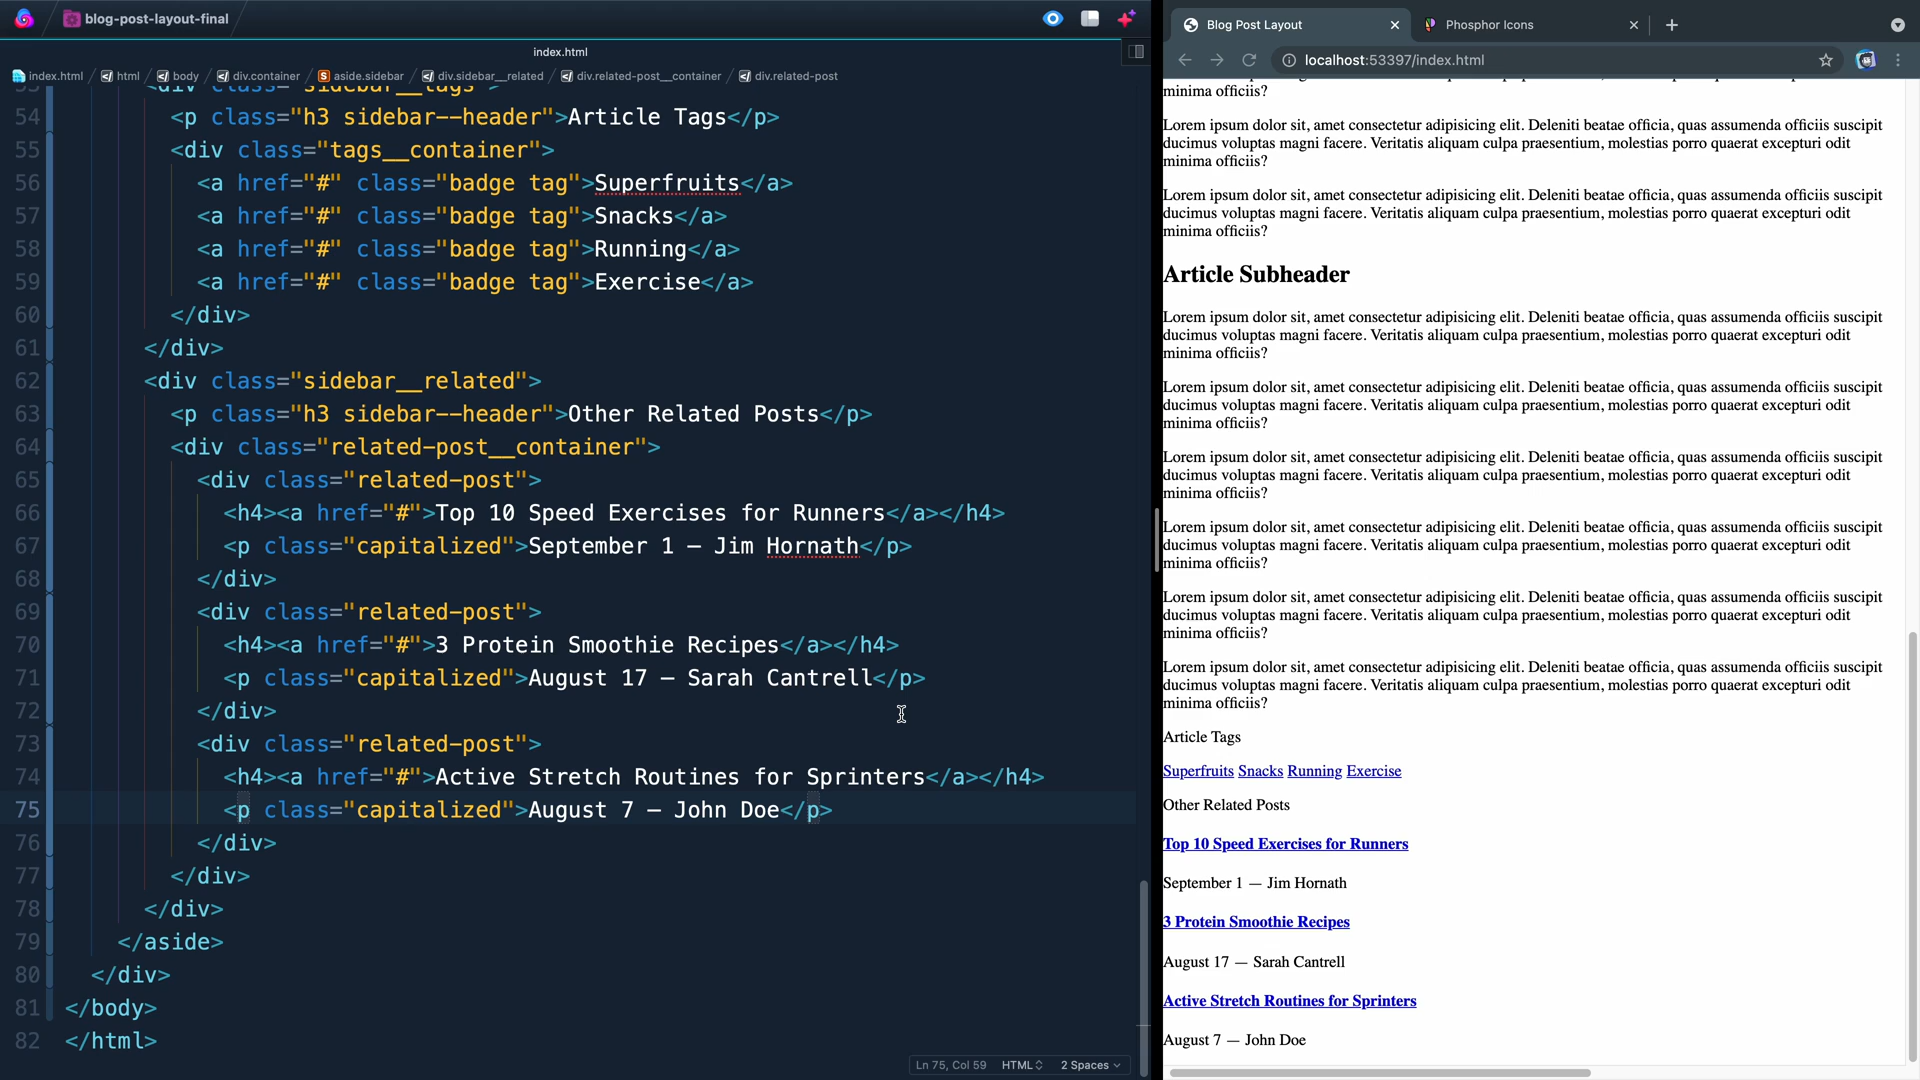 blog-post-layout-final
index.html
index.html html body div.container aside.sidebar div.sidebar__related div.related-post__container div.related-post
53 <div class="sidebar__tags">
54 <p class="h3 sidebar--header">Article Tags</p>
55 <div class="tags__container">
56 <a href="#" class="badge tag">Superfruits</a>
57 <a href="#" class="badge tag">Snacks</a>
58 <a href="#" class="badge tag">Running</a>
59 <a href="#" class="badge tag">Exercise</a>
60 </div>
61 </div>
62 <div class="sidebar__related">
63 <p class="h3 sidebar--header">Other Related Posts</p>
64 <div class="related-post__container">
65 <div class="related-post">
66 <h4><a href="#">Top 10 Speed Exercises for Runners</a></h4>
67 <p class="capitalized">September 1 — Jim Hornath</p>
68 </div>
69 <div class="related-post">
70 <h4><a href="#">3 Protein Smoothie Recipes</a></h4>
71 <p class="capitalized">August 17 — Sarah Cantrell</p>
72 </div>
73 <div class="related-post">
74 <h4><a href="#">Active Stretch Routines for Sprinters</a></h4>
75 <p class="capitalized">August 7 — John Doe</p>
76 </div>
77 </div>
78 </div>
79 </aside>
80 </div>
81 </body>
82 </html>
Ln 75, Col 59 HTML 2 Spaces
Blog Post Layout
Phosphor Icons
localhost:53397/index.html
minima officiis?
Lorem ipsum dolor sit, amet consectetur adipisicing elit. Deleniti beatae officia, quas assumenda officiis suscipit
ducimus voluptas magni facere. Veritatis aliquam culpa praesentium, molestias porro quaerat excepturi odit
minima officiis?
Lorem ipsum dolor sit, amet consectetur adipisicing elit. Deleniti beatae officia, quas assumenda officiis suscipit
ducimus voluptas magni facere. Veritatis aliquam culpa praesentium, molestias porro quaerat excepturi odit
minima officiis?
Article Subheader
Lorem ipsum dolor sit, amet consectetur adipisicing elit. Deleniti beatae officia, quas assumenda officiis suscipit
ducimus voluptas magni facere. Veritatis aliquam culpa praesentium, molestias porro quaerat excepturi odit
minima officiis?
Lorem ipsum dolor sit, amet consectetur adipisicing elit. Deleniti beatae officia, quas assumenda officiis suscipit
ducimus voluptas magni facere. Veritatis aliquam culpa praesentium, molestias porro quaerat excepturi odit
minima officiis?
Lorem ipsum dolor sit, amet consectetur adipisicing elit. Deleniti beatae officia, quas assumenda officiis suscipit
ducimus voluptas magni facere. Veritatis aliquam culpa praesentium, molestias porro quaerat excepturi odit
minima officiis?
Lorem ipsum dolor sit, amet consectetur adipisicing elit. Deleniti beatae officia, quas assumenda officiis suscipit
ducimus voluptas magni facere. Veritatis aliquam culpa praesentium, molestias porro quaerat excepturi odit
minima officiis?
Lorem ipsum dolor sit, amet consectetur adipisicing elit. Deleniti beatae officia, quas assumenda officiis suscipit
ducimus voluptas magni facere. Veritatis aliquam culpa praesentium, molestias porro quaerat excepturi odit
minima officiis?
Lorem ipsum dolor sit, amet consectetur adipisicing elit. Deleniti beatae officia, quas assumenda officiis suscipit
ducimus voluptas magni facere. Veritatis aliquam culpa praesentium, molestias porro quaerat excepturi odit
minima officiis?
Article Tags
Superfruits Snacks Running Exercise
Other Related Posts
Top 10 Speed Exercises for Runners
September 1 — Jim Hornath
3 Protein Smoothie Recipes
August 17 — Sarah Cantrell
Active Stretch Routines for Sprinters
August 7 — John Doe